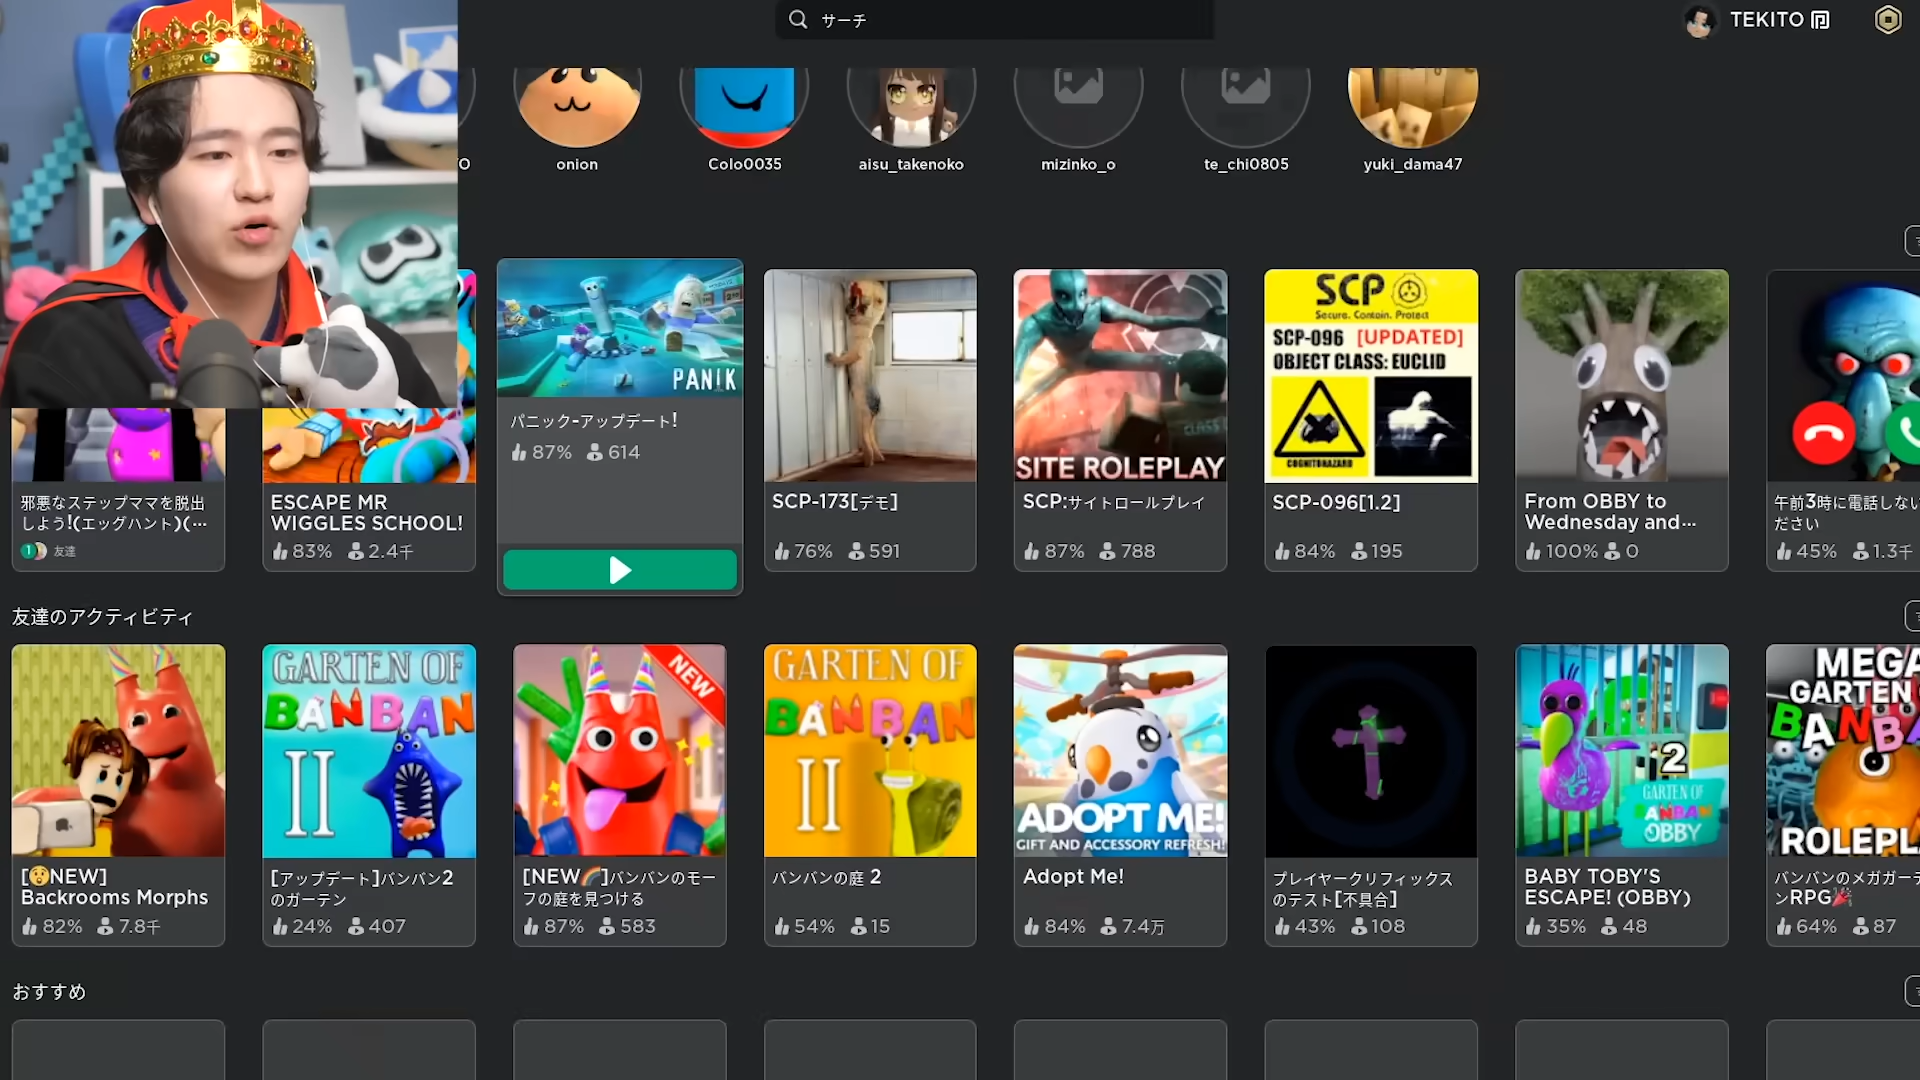 サーチ
TEKITO
onion
Colo0035
aisu_takenoko
mizinko_o
te_chi0805
yuki_dama47
PANIK
パニック-アップデート!
87% 614
SITE ROLEPLAY
SCP
Secure. Contain. Protect
SCP-096 [UPDATED]
OBJECT CLASS: EUCLID
COGNITOHAZARD
邪悪なステップママを脱出
しよう!(エッグハント)(…
1 友達
ESCAPE MR
WIGGLES SCHOOL!
83% 2.4千
SCP-173[デモ]
76% 591
SCP:サイトロールプレイ
87% 788
SCP-096[1.2]
84% 195
From OBBY to
Wednesday and…
100% 0
午前3時に電話しない
ださい
45% 1.3千
友達のアクティビティ
GARTEN OF
BANBAN
II
NEW
GARTEN OF
BANBAN
II
ADOPT ME!
GIFT AND ACCESSORY REFRESH!
2
GARTEN OF
BANBAN
OBBY
MEGA
GARTEN
BANBA
ROLEPLA
[😲NEW]
Backrooms Morphs
82% 7.8千
[アップデート]バンバン2
のガーテン
24% 407
[NEW🌈]バンバンのモー
フの庭を見つける
87% 583
バンバンの庭 2
54% 15
Adopt Me!
84% 7.4万
プレイヤークリフィックス
のテスト[不具合]
43% 108
BABY TOBY'S
ESCAPE! (OBBY)
35% 48
バンバンのメガガーテ
ンRPG🎉
64% 87
おすすめ